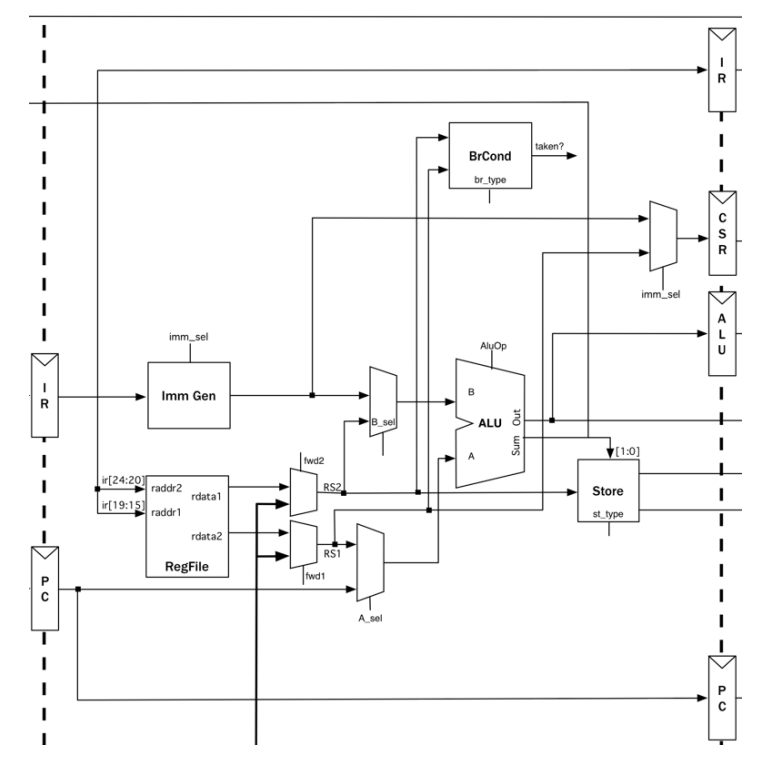 I
R
BrCond
taken?
br_type
C
S
R
imm_sel
A
L
U
imm_sel
AluOp
I
R
Imm Gen
B_sel
B
ALU
Out
Sum
A
[1:0]
fwd2
Store
st_type
ir[24:20]
raddr2
rdata1
RS2
ir[19:15]
raddr1
rdata2
RS1
RegFile
fwd1
P
C
A_sel
P
C